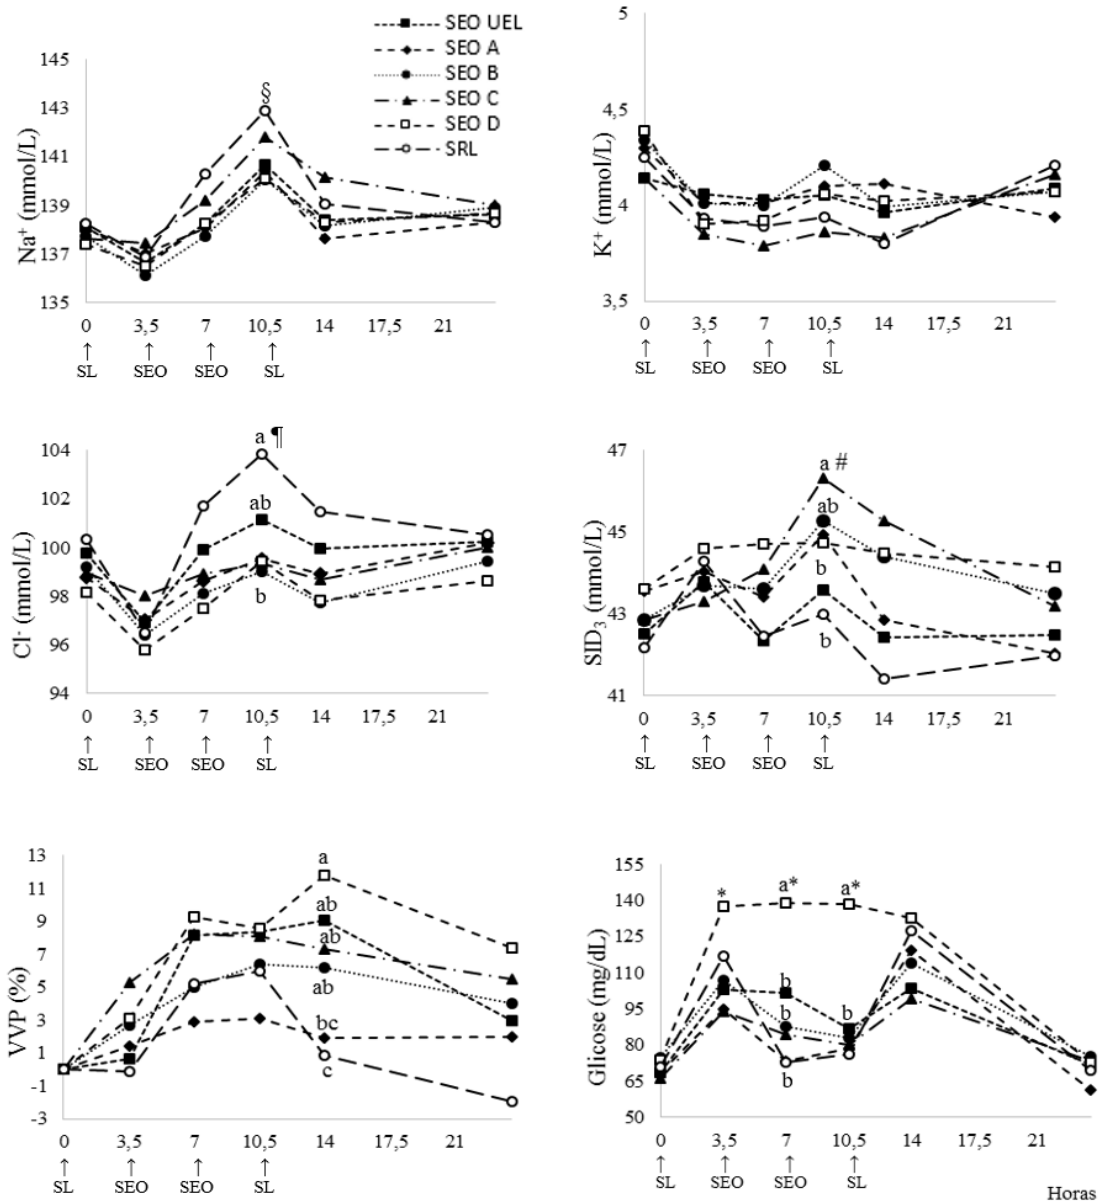 SEO UEL
SEO A
SEO B
SEO C
SEO D
SRL
Na⁺ (mmol/L)
145
143
141
139
137
135
§
0 3,5 7 10,5 14 17,5 21
↑ ↑ ↑ ↑
SL SEO SEO SL
K⁺ (mmol/L)
5
4,5
4
3,5
0 3,5 7 10,5 14 17,5 21
↑ ↑ ↑ ↑
SL SEO SEO SL
Cl⁻ (mmol/L)
104
102
100
98
96
94
a ¶
ab
b
0 3,5 7 10,5 14 17,5 21
↑ ↑ ↑ ↑
SL SEO SEO SL
SID₃ (mmol/L)
47
45
43
41
a #
ab
b
b
0 3,5 7 10,5 14 17,5 21
↑ ↑ ↑ ↑
SL SEO SEO SL
VVP (%)
13
11
9
7
5
3
1
-1
-3
a
ab
ab
ab
bc
c
0 3,5 7 10,5 14 17,5 21
↑ ↑ ↑ ↑
SL SEO SEO SL
Glicose (mg/dL)
155
140
125
110
95
80
65
50
* a* a*
b
b b
b
0 3,5 7 10,5 14 17,5 21
↑ ↑ ↑ ↑
SL SEO SEO SL
Horas